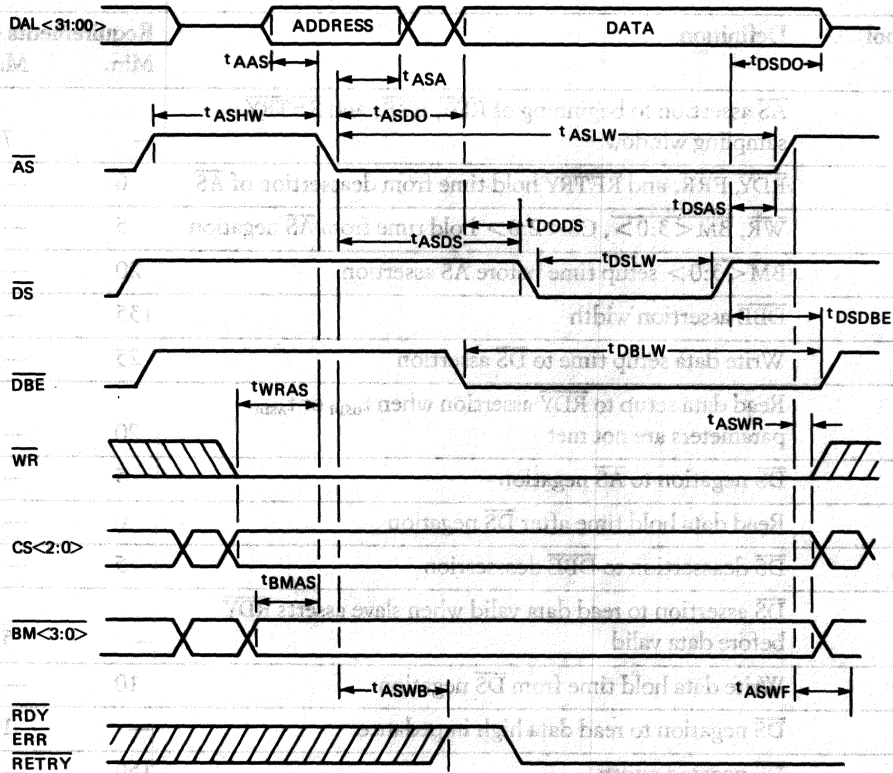 DAL<31:00>
ADDRESS
DATA
tAAS
tASA
tDSDO
tASHW
tASDO
tASLW
AS
tDSAS
tDODS
tASDS
tDSLW
DS
tDSDBE
tDBLW
DBE
tWRAS
tASWR
WR
CS<2:0>
tBMAS
BM<3:0>
tASWB
tASWF
RDY
ERR
RETRY